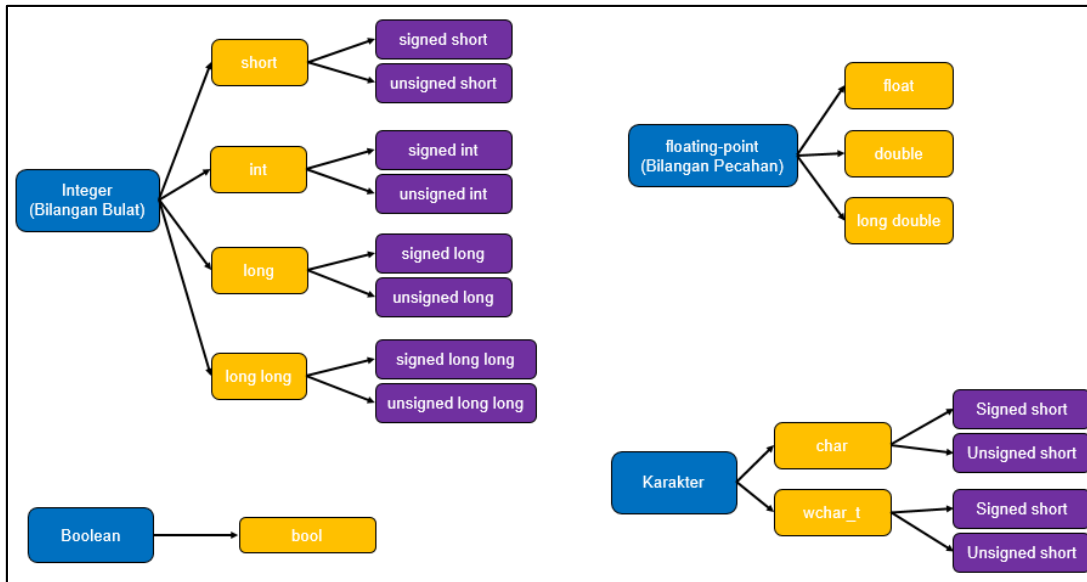 Integer
(Bilangan Bulat)
short
signed short
unsigned short
int
signed int
unsigned int
long
signed long
unsigned long
long long
signed long long
unsigned long long
Boolean
bool
floating-point
(Bilangan Pecahan)
float
double
long double
Karakter
char
Signed short
Unsigned short
wchar_t
Signed short
Unsigned short